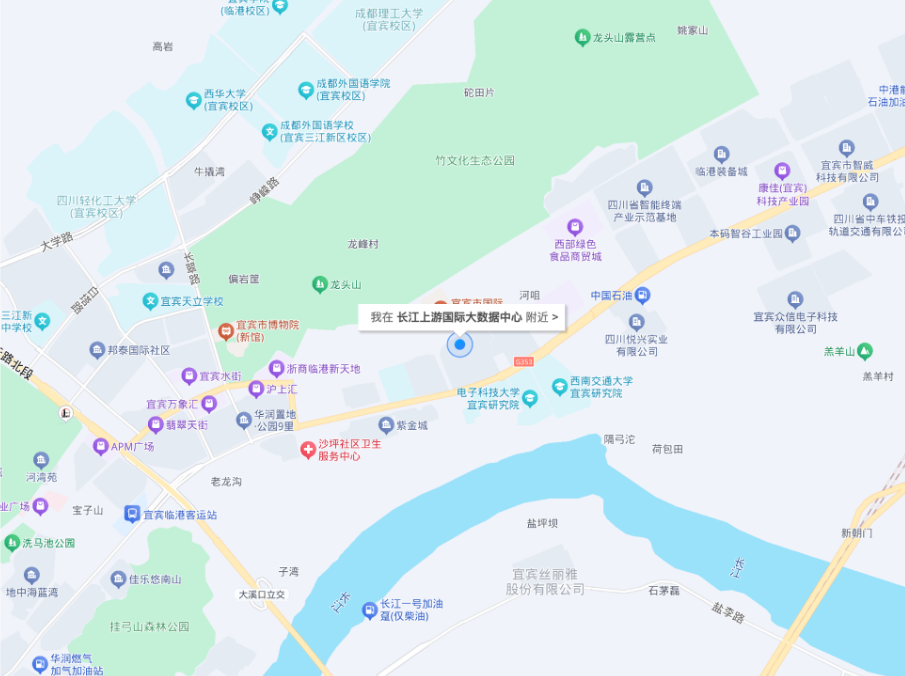 (临港校区)
成都理工大学
(宜宾校区)
高岩
龙头山露营点
姚家山
西华大学
(宜宾校区)
成都外国语学院
(宜宾校区)
砣田片
成都外国语学校
(宜宾三江新区校区)
竹文化生态公园
临港装备城
康佳(宜宾)
科技产业园
宜宾市智威
科技有限公司
牛撬湾
峥嵘路
四川轻化工大学
(宜宾校区)
四川省智能终端
产业示范基地
西部绿色
食品商贸城
本码智谷工业园
四川省中车铁投
轨道交通有限公
大学路
龙峰村
偏岩筐
龙头山
宜宾天立学校
三江新
中学校
宜宾市博物院
(新馆)
宜宾市国际
河咀
中国石油
我在 长江上游国际大数据中心 附近 >
四川悦兴实业
有限公司
宜宾众信电子科技
有限公司
羔羊山
羔羊村
邦泰国际社区
路北段
G353
浙商临港新天地
宜宾水街
沪上汇
宜宾万象汇
翡翠天街
华润置地
·公园9里
紫金城
电子科技大学
宜宾研究院
西南交通大学
宜宾研究院
APM广场
沙坪社区卫生
服务中心
隔弓沱
荷包田
河湾苑
老龙沟
业广场
宝子山
宜宾临港客运站
盐坪坝
新朝门
洗马池公园
地中海蓝湾
佳乐悠南山
子湾
大溪口立交
长江
长江一号加油
趸(仅柴油)
宜宾丝丽雅
股份有限公司
石茅磊
长江
盐李路
挂弓山森林公园
华润燃气
加气加油站